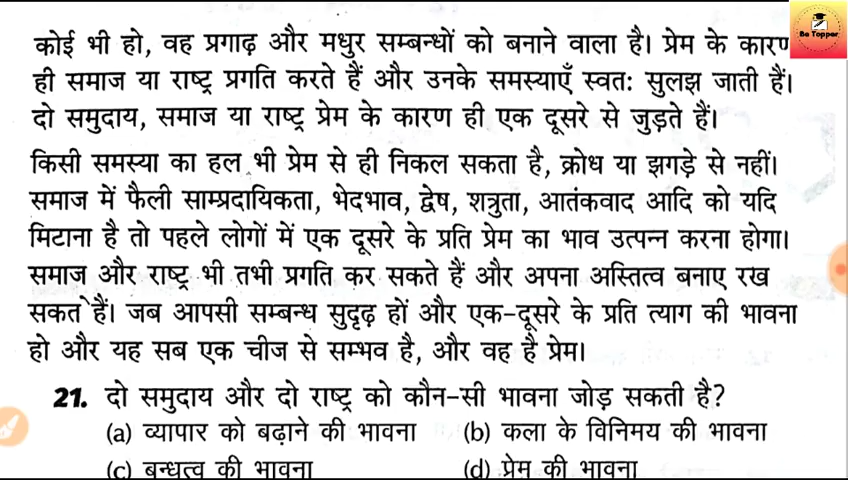 Be Topper
कोई भी हो, वह प्रगाढ़ और मधुर सम्बन्धों को बनाने वाला है। प्रेम के कारण
ही समाज या राष्ट्र प्रगति करते हैं और उनके समस्याएँ स्वतः सुलझ जाती हैं।
दो समुदाय, समाज या राष्ट्र प्रेम के कारण ही एक दूसरे से जुड़ते हैं।
किसी समस्या का हल भी प्रेम से ही निकल सकता है, क्रोध या झगड़े से नहीं।
समाज में फैली साम्प्रदायिकता, भेदभाव, द्वेष, शत्रुता, आतंकवाद आदि को यदि
मिटाना है तो पहले लोगों में एक दूसरे के प्रति प्रेम का भाव उत्पन्न करना होगा।
समाज और राष्ट्र भी तभी प्रगति कर सकते हैं और अपना अस्तित्व बनाए रख
सकते हैं। जब आपसी सम्बन्ध सुदृढ़ हों और एक-दूसरे के प्रति त्याग की भावना
हो और यह सब एक चीज से सम्भव है, और वह है प्रेम।
21. दो समुदाय और दो राष्ट्र को कौन-सी भावना जोड़ सकती है?
(a) व्यापार को बढ़ाने की भावना (b) कला के विनिमय की भावना
(c) बन्धुत्व की भावना (d) प्रेम की भावना